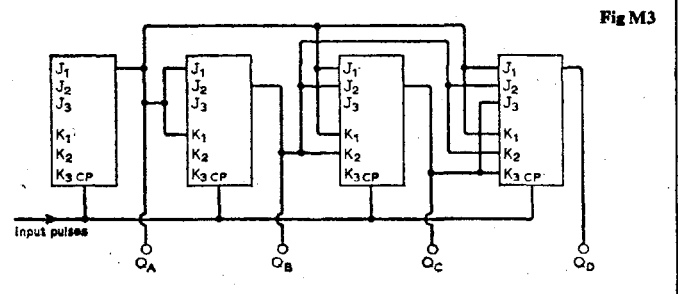 Fig M3
J1
J2
J3
K1
K2
K3 CP
J1
J2
J3
K1
K2
K3 CP
J1
J2
J3
K1
K2
K3 CP
J1
J2
J3
K1
K2
K3 CP
Input pulses
QA
QB
QC
QD